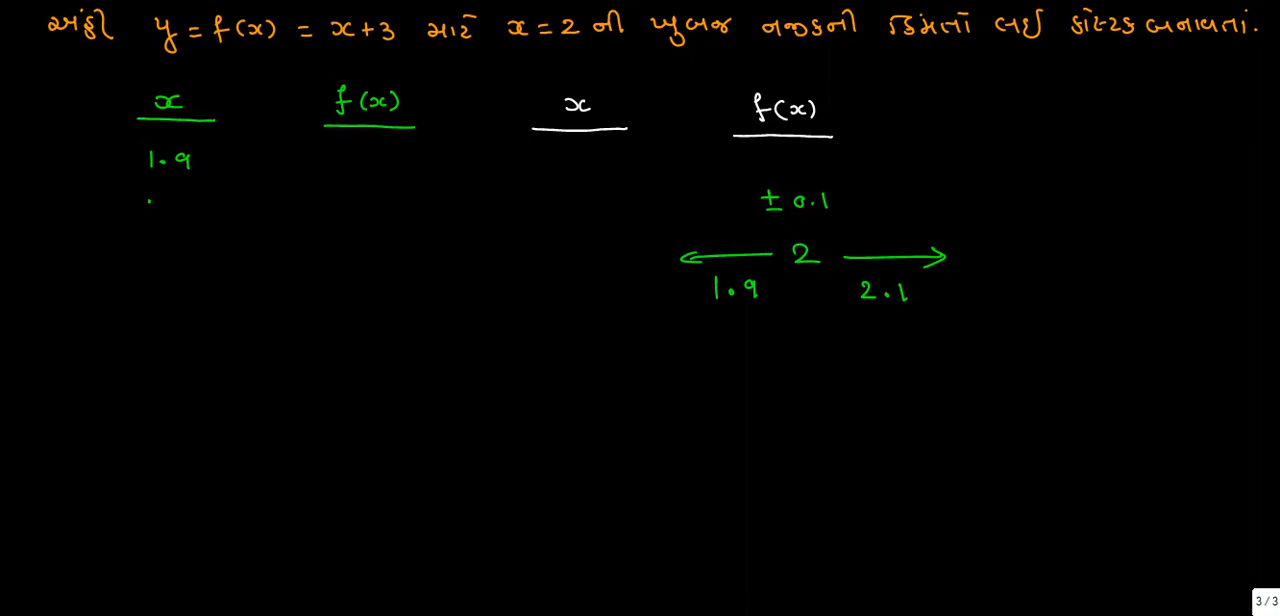 અહીં y = f(x) = x+3 માટે x = 2 ની ખુબજ નજીકની કિંમતો લઈ કોષ્ટક બનાવતાં.
x f(x) x f(x)
1.9
± 0.1
2
1.9 2.1
3/3